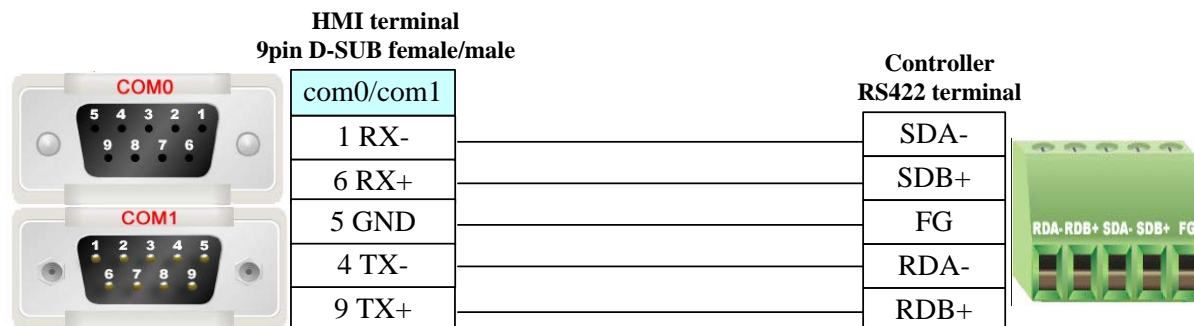 HMI terminal
9pin D-SUB female/male
Controller
RS422 terminal
COM0
5 4 3 2 1
9 8 7 6
COM1
1 2 3 4 5
6 7 8 9
com0/com1
1 RX-
SDA-
6 RX+
SDB+
5 GND
FG
4 TX-
RDA-
9 TX+
RDB+
RDA- RDB+ SDA- SDB+ FG